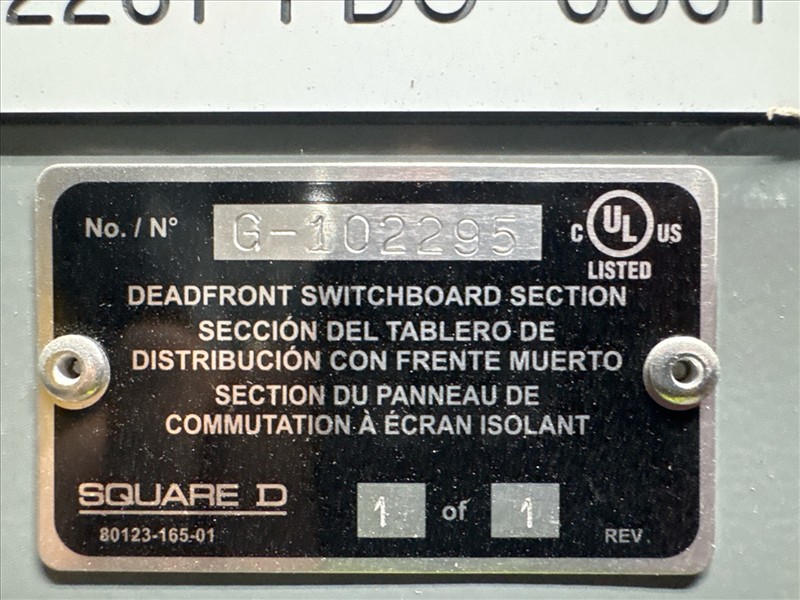 No. / N° G-102295
C UL US
LISTED
DEADFRONT SWITCHBOARD SECTION
SECCIÓN DEL TABLERO DE
DISTRIBUCIÓN CON FRENTE MUERTO
SECTION DU PANNEAU DE
COMMUTATION À ÉCRAN ISOLANT
SQUARE D
1 of 1
80123-165-01
REV.